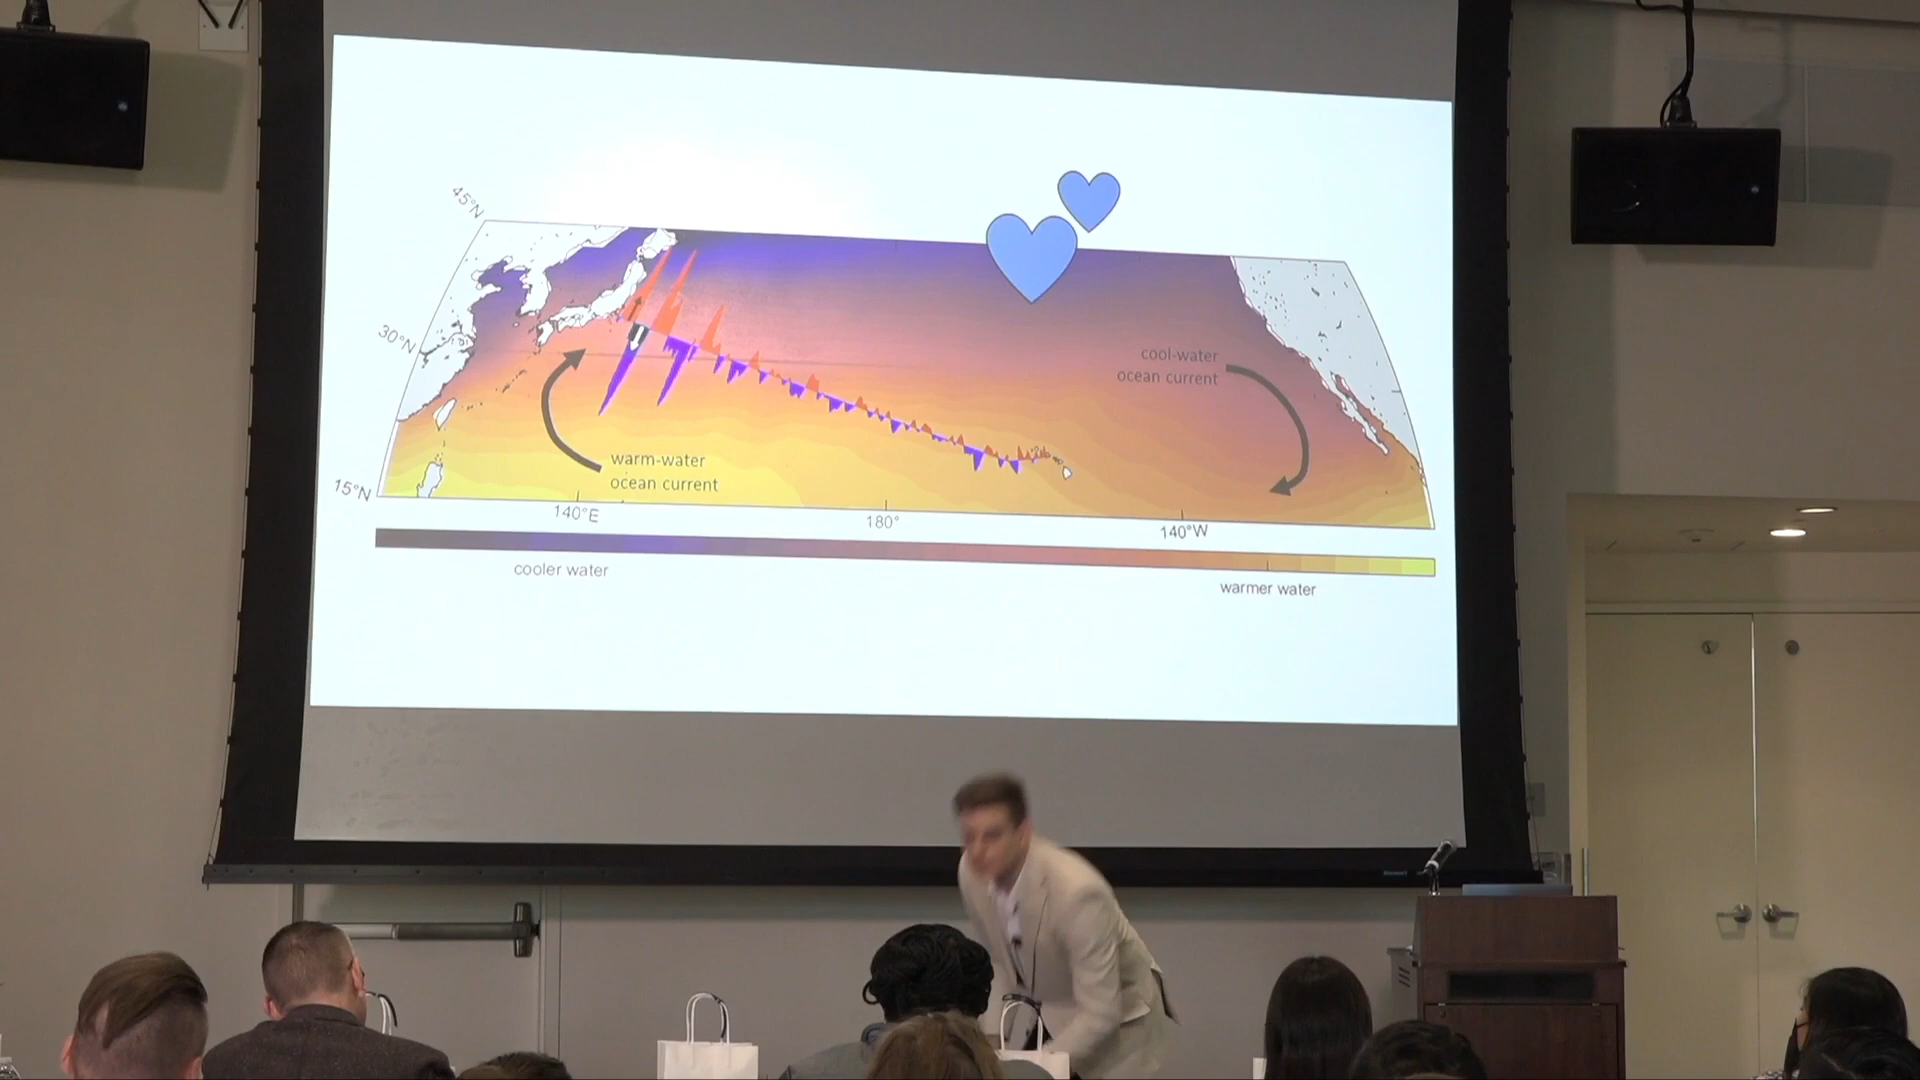 45°N
30°N
15°N
cool-water
ocean current
warm-water
ocean current
140°E
180°
140°W
cooler water
warmer water